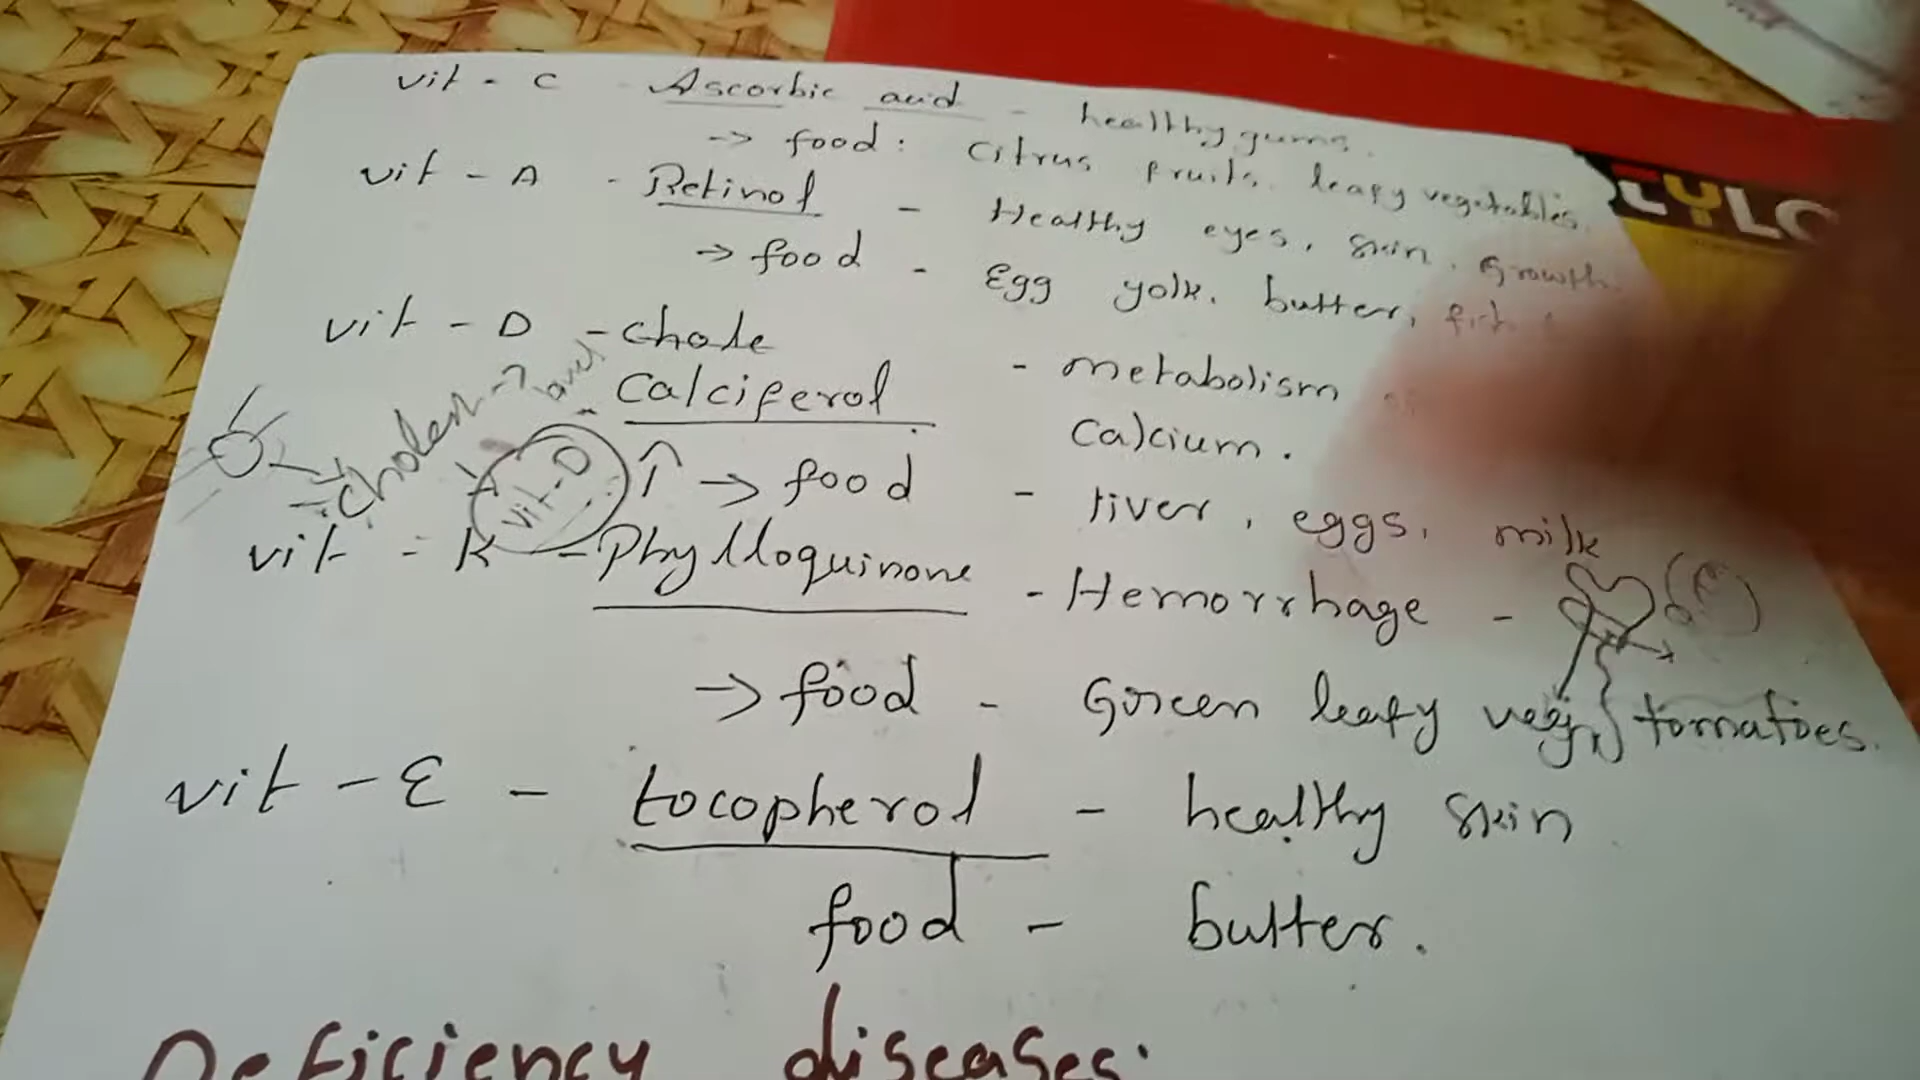 vit - C - Ascorbic acid - healthy gums.
-> food: Citrus fruits. leafy vegetables.
vit - A - Retinol - Healthy eyes, skin. Growth.
-> food - Egg yolk. butter, fish
vit - D - chole
Calciferol - metabolism
Calcium.
Vit-D
↑ -> food - liver, eggs, milk
vit - K - Phylloquinone - Hemorrhage -
-> food - Green leafy veg, tomatoes.
vit - E - tocopherol - healthy skin
food - butter.
Deficiency diseases: